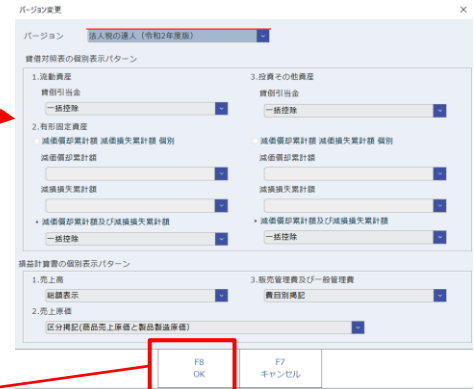 バージョン変更
バージョン 法人税の達人（令和2年度版）
貸借対照表の個別表示パターン
1.流動資産
貸倒引当金
一括控除
2.有形固定資産
減価償却累計額 減価損失累計額 個別
減価償却累計額
減損損失累計額
減価償却累計額及び減損損失累計額
一括控除
3.投資その他資産
貸倒引当金
一括控除
減価償却累計額 減価損失累計額 個別
減価償却累計額
減損損失累計額
減価償却累計額及び減損損失累計額
一括控除
損益計算書の個別表示パターン
1.売上高
総額表示
3.販売管理費及び一般管理費
費目別掲記
2.売上原価
区分掲記(商品売上原価と製品製造原価)
F8
OK
F7
キャンセル